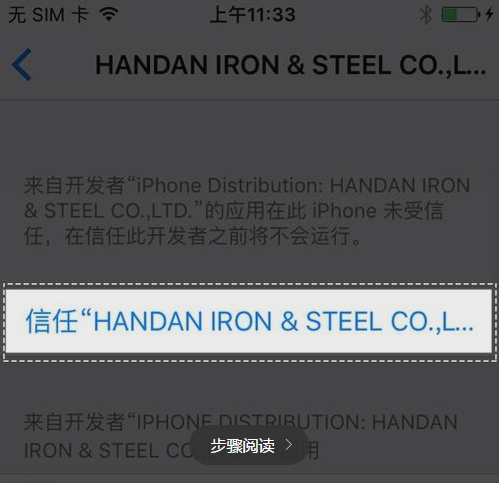 无 SIM 卡 上午11:33
HANDAN IRON & STEEL CO.,L...
来自开发者“iPhone Distribution: HANDAN IRON
& STEEL CO.,LTD.”的应用在此 iPhone 未受信
任，在信任此开发者之前将不会运行。
信任“HANDAN IRON & STEEL CO.,L...
来自开发者“IPHONE DISTRIBUTION: HANDAN
IRON & STEEL CO 用
步骤阅读